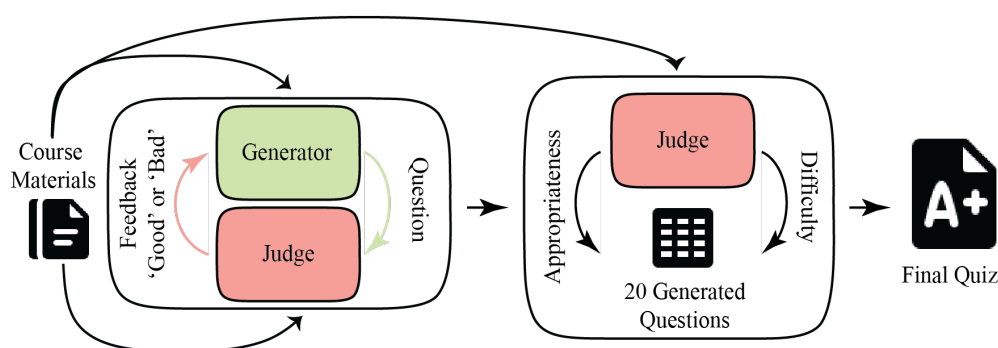 Course
Materials
Feedback
‘Good’ or ‘Bad’
Generator
Judge
Question
Appropriateness
Judge
Difficulty
20 Generated
Questions
A+
Final Quiz